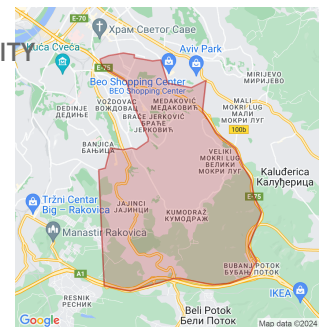 E-70
Храм Светог Саве
ITY
Kuća Cveća
Aviv Park
E-75
Beo Shopping Center
BEO Shopping Center
MIRIJEVO
МИРИЈЕВО
DEDINJE
ДЕДИЊЕ
VOŽDOVAC
ВОЖДОВАЦ
MEDAKOVIĆ
МЕДАКОВИЋ
MALI
MOKRI LUG
МАЛИ
МОКРИ ЛУГ
BRAĆE JERKOVIĆ
БРАЋЕ
ЈЕРКОВИЋ
100b
BANJICA
БАЊИЦА
VELIKI
MOKRI LUG
ВЕЛИКИ
МОКРИ ЛУГ
Kaluđerica
Калуђерица
E-75
Tržni Centar
Big – Rakovica
JAJINCI
ЈАЈИНЦИ
KUMODRAŽ
КУМОДРАЖ
Manastir Rakovica
A1
BUBANJ POTOK
БУБАЊ ПОТОК
RESNIK
РЕСНИК
IKEA
Beli Potok
Бели Поток
Google
Map data ©2024